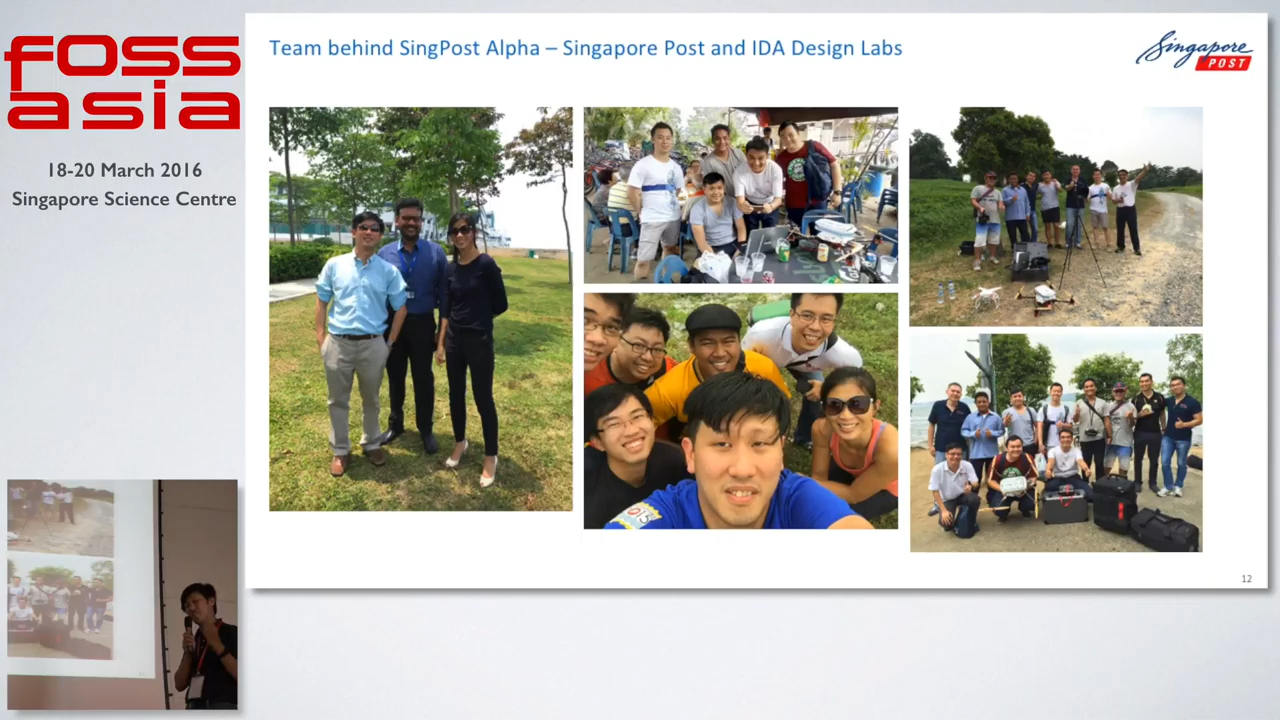 foss
asia
18-20 March 2016
Singapore Science Centre
Team behind SingPost Alpha – Singapore Post and IDA Design Labs
Singapore
POST
12